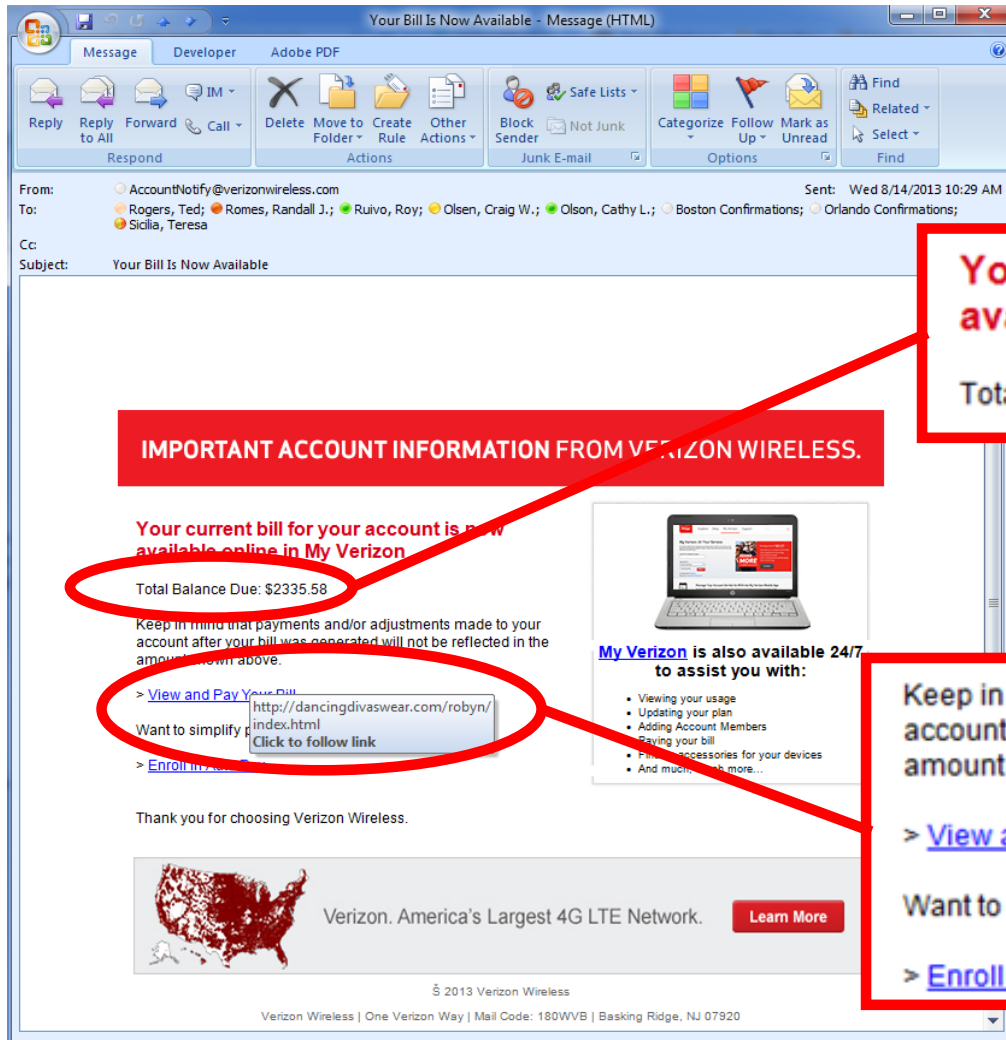 Your Bill Is Now Available - Message (HTML)
Message Developer Adobe PDF
Reply Reply to All Forward IM Call
Respond
Delete Move to Folder Create Rule Other Actions
Actions
Block Sender Safe Lists Not Junk
Junk E-mail
Categorize Follow Up Mark as Unread
Options
Find Related Select
Find
From: AccountNotify@verizonwireless.com Sent: Wed 8/14/2013 10:29 AM
To: Rogers, Ted; Romes, Randall J.; Ruivo, Roy; Olsen, Craig W.; Olson, Cathy L.; Boston Confirmations; Orlando Confirmations;
Sicilia, Teresa
Cc:
Subject: Your Bill Is Now Available
IMPORTANT ACCOUNT INFORMATION FROM VERIZON WIRELESS.
Your current bill for your account is now
available online in My Verizon
Total Balance Due: $2335.58
Keep in mind that payments and/or adjustments made to your
account after your bill was generated will not be reflected in the
amount shown above.
> View and Pay Your Bill
http://dancingdivaswear.com/robyn/
index.html
Click to follow link
Want to simplify p
> Enroll in
Thank you for choosing Verizon Wireless.
My Verizon is also available 24/7
to assist you with:
• Viewing your usage
• Updating your plan
• Adding Account Members
• Paying your bill
• accessories for your devices
• And much, more...
Verizon. America's Largest 4G LTE Network. Learn More
Š 2013 Verizon Wireless
Verizon Wireless | One Verizon Way | Mail Code: 180WVB | Basking Ridge, NJ 07920
Yo
ava
Tota
Keep in
account
amount
> View a
Want to
> Enroll